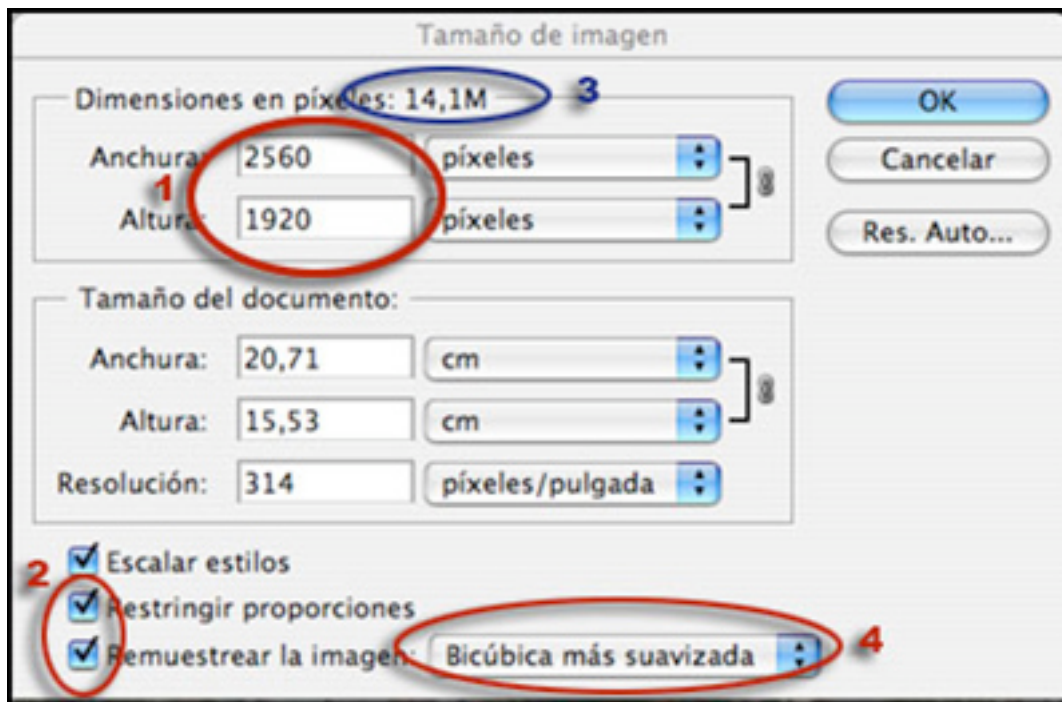 Tamaño de imagen
Dimensiones en píxeles: 14,1M 3
OK
Anchura: 2560 píxeles
Cancelar
1
Altura: 1920 píxeles
Res. Auto...
Tamaño del documento:
Anchura: 20,71 cm
Altura: 15,53 cm
Resolución: 314 píxeles/pulgada
Escalar estilos
2
Restringir proporciones
Remuestrear la imagen: Bicúbica más suavizada 4